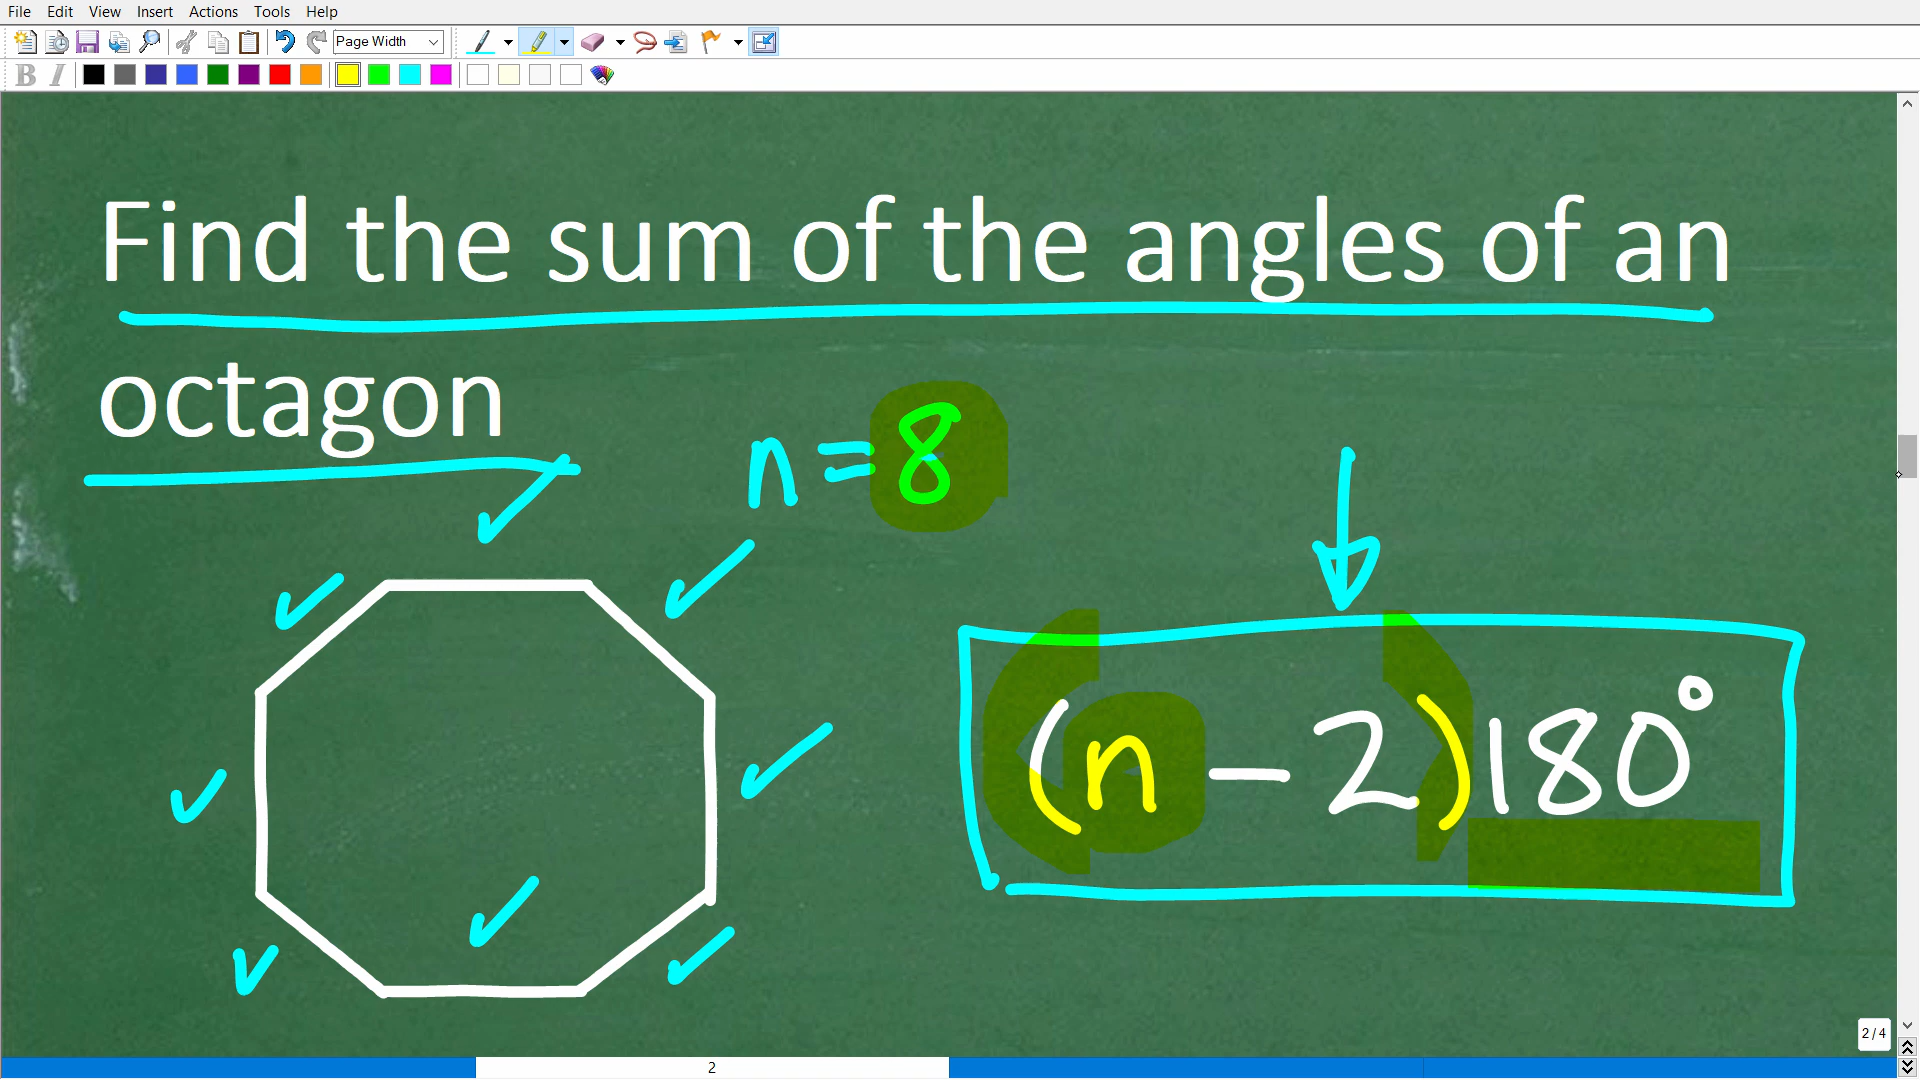 File Edit View Insert Actions Tools Help
Page Width
B I
Find the sum of the angles of an
octagon
n = 8
(n - 2)180°
2 / 4
2